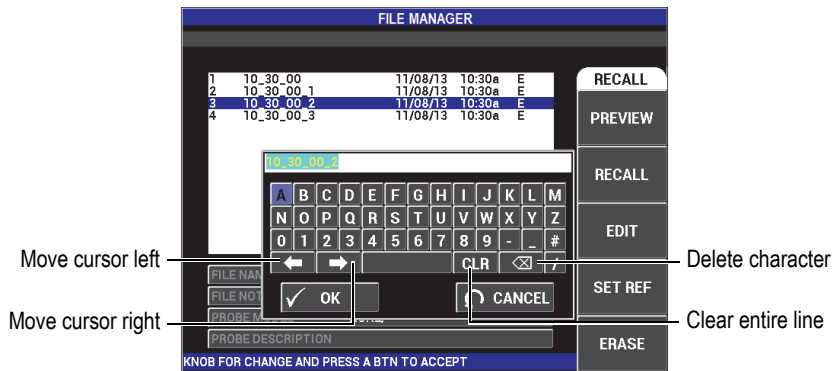 FILE MANAGER
1 10_30_00 11/08/13 10:30a E
2 10_30_00_1 11/08/13 10:30a E
3 10_30_00_2 11/08/13 10:30a E
4 10_30_00_3 11/08/13 10:30a E
RECALL
PREVIEW
RECALL
EDIT
SET REF
ERASE
10_30_00_2
A B C D E F G H I J K L M
N O P Q R S T U V W X Y Z
0 1 2 3 4 5 6 7 8 9 - _ #
CLR /
OK CANCEL
Move cursor left
Move cursor right
Delete character
Clear entire line
FILE
FILE
PROBE
PROBE DESCRIPTION
KNOB FOR CHANGE AND PRESS A BTN TO ACCEPT